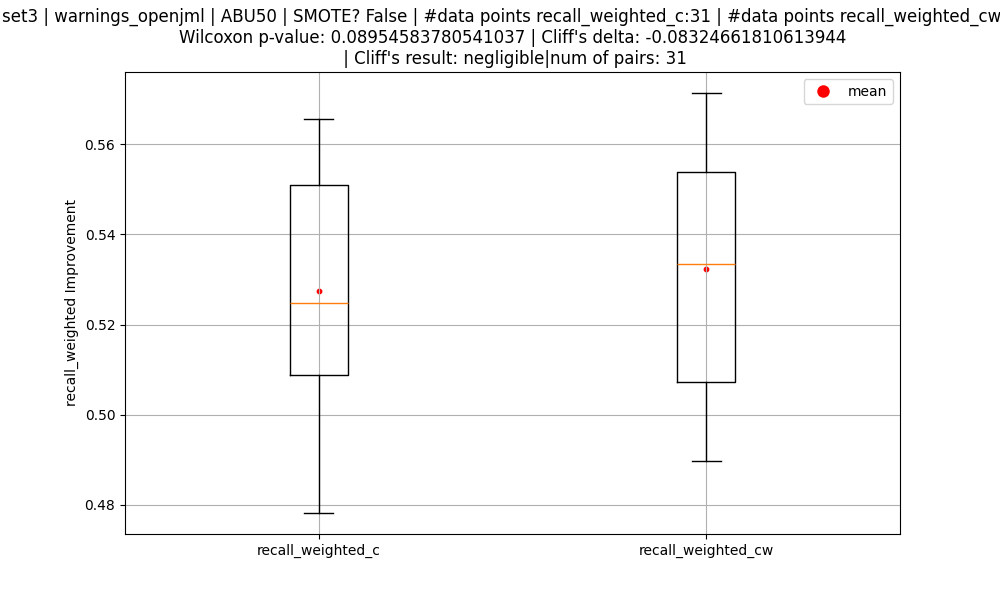 set3 | warnings_openjml | ABU50 | SMOTE? False | #data points recall_weighted_c:31 | #data points recall_weighted_cw
Wilcoxon p-value: 0.08954583780541037 | Cliff's delta: -0.08324661810613944
| Cliff's result: negligible|num of pairs: 31
mean
recall_weighted Improvement
0.56
0.54
0.52
0.50
0.48
recall_weighted_c
recall_weighted_cw